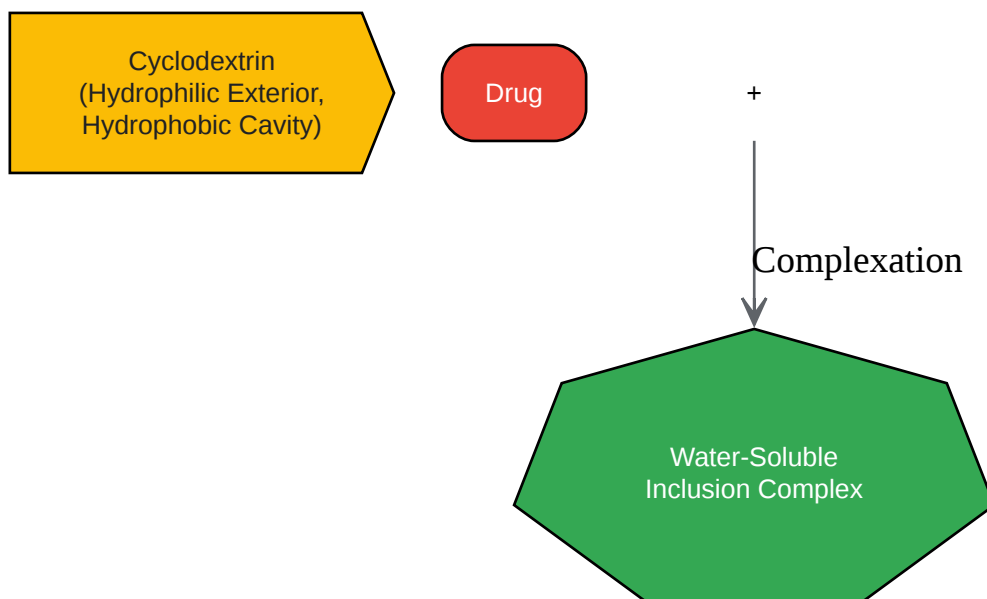 Cyclodextrin
(Hydrophilic Exterior,
Hydrophobic Cavity)
Drug
+
Complexation
Water-Soluble
Inclusion Complex